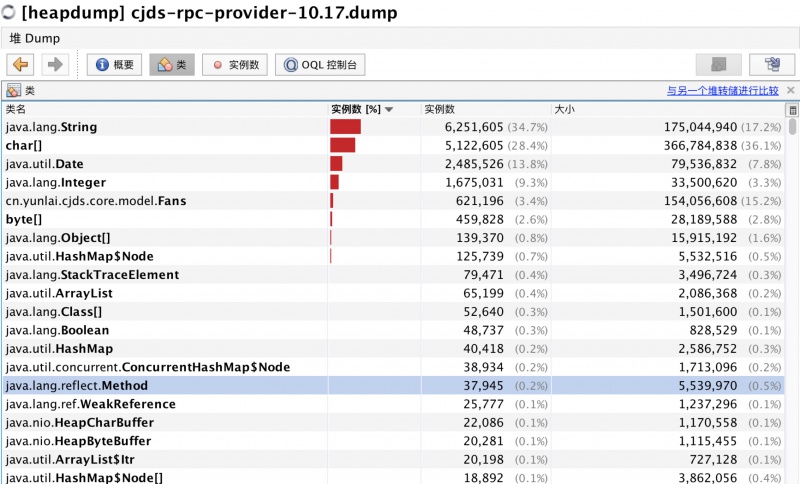 [heapdump] cjds-rpc-provider-10.17.dump
堆 Dump
概要 类 实例数 OQL 控制台
类 与另一个堆转储进行比较
类名 实例数 [%] 实例数 大小
java.lang.String 6,251,605 (34.7%) 175,044,940 (17.2%)
char[] 5,122,605 (28.4%) 366,784,838 (36.1%)
java.util.Date 2,485,526 (13.8%) 79,536,832 (7.8%)
java.lang.Integer 1,675,031 (9.3%) 33,500,620 (3.3%)
cn.yunlai.cjds.core.model.Fans 621,196 (3.4%) 154,056,608 (15.2%)
byte[] 459,828 (2.6%) 28,189,588 (2.8%)
java.lang.Object[] 139,370 (0.8%) 15,915,192 (1.6%)
java.util.HashMap$Node 125,739 (0.7%) 5,532,516 (0.5%)
java.lang.StackTraceElement 79,471 (0.4%) 3,496,724 (0.3%)
java.util.ArrayList 65,199 (0.4%) 2,086,368 (0.2%)
java.lang.Class[] 52,640 (0.3%) 1,501,600 (0.1%)
java.lang.Boolean 48,737 (0.3%) 828,529 (0.1%)
java.util.HashMap 40,418 (0.2%) 2,586,752 (0.3%)
java.util.concurrent.ConcurrentHashMap$Node 38,934 (0.2%) 1,713,096 (0.2%)
java.lang.reflect.Method 37,945 (0.2%) 5,539,970 (0.5%)
java.lang.ref.WeakReference 25,777 (0.1%) 1,237,296 (0.1%)
java.nio.HeapCharBuffer 22,086 (0.1%) 1,170,558 (0.1%)
java.nio.HeapByteBuffer 20,281 (0.1%) 1,115,455 (0.1%)
java.util.ArrayList$Itr 20,198 (0.1%) 727,128 (0.1%)
java.util.HashMap$Node[] 18,892 (0.1%) 3,862,056 (0.4%)